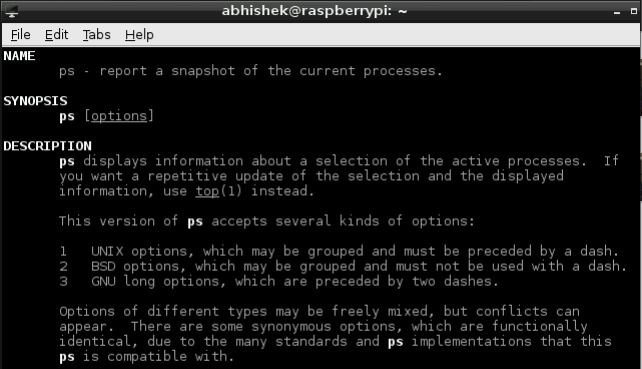 abhishek@raspberrypi: ~
File Edit Tabs Help
NAME
ps - report a snapshot of the current processes.
SYNOPSIS
ps [options]
DESCRIPTION
ps displays information about a selection of the active processes.  If
you want a repetitive update of the selection and the displayed
information, use top(1) instead.
This version of ps accepts several kinds of options:
1   UNIX options, which may be grouped and must be preceded by a dash.
2   BSD options, which may be grouped and must not be used with a dash.
3   GNU long options, which are preceded by two dashes.
Options of different types may be freely mixed, but conflicts can
appear.  There are some synonymous options, which are functionally
identical, due to the many standards and ps implementations that this
ps is compatible with.